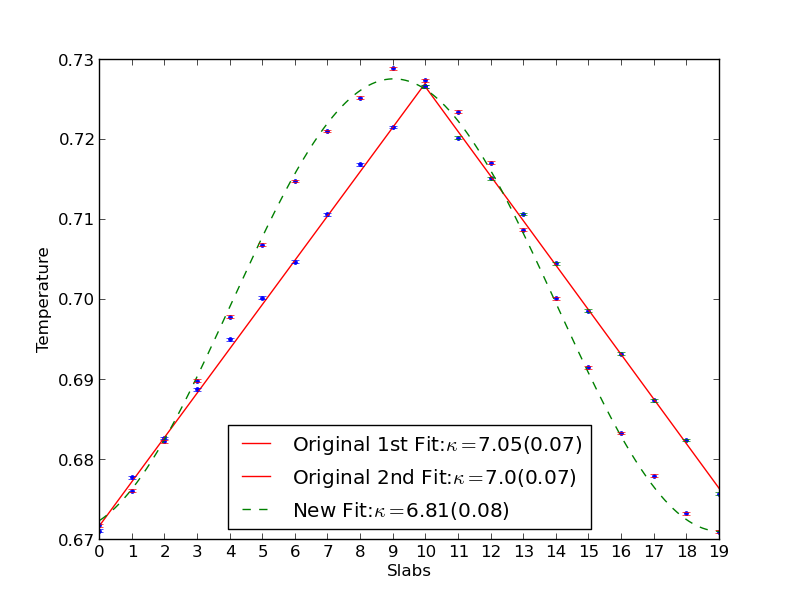 0.73
0.72
0.71
0.70
0.69
0.68
0.67
Temperature
Original 1st Fit:κ=7.05(0.07)
Original 2nd Fit:κ=7.0(0.07)
New Fit:κ=6.81(0.08)
0 1 2 3 4 5 6 7 8 9 10 11 12 13 14 15 16 17 18 19
Slabs